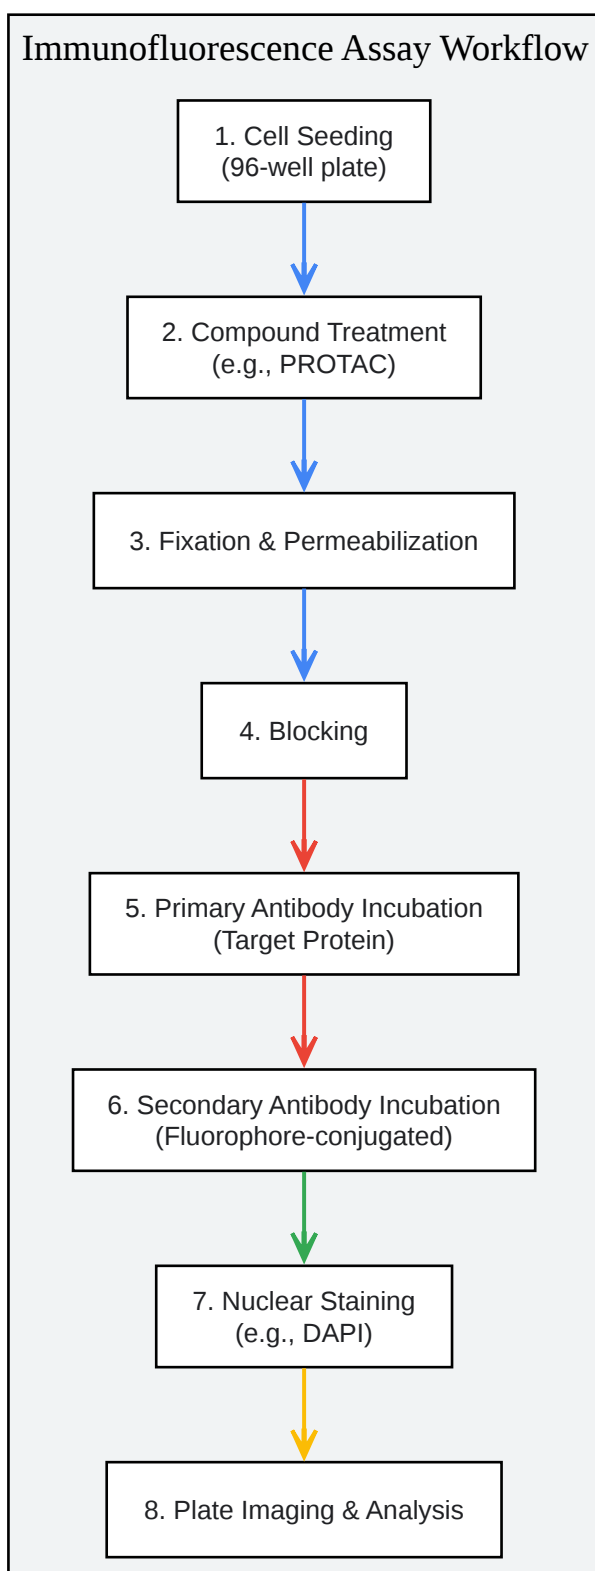 Immunofluorescence Assay Workflow
1. Cell Seeding
(96-well plate)
2. Compound Treatment
(e.g., PROTAC)
3. Fixation & Permeabilization
4. Blocking
5. Primary Antibody Incubation
(Target Protein)
6. Secondary Antibody Incubation
(Fluorophore-conjugated)
7. Nuclear Staining
(e.g., DAPI)
8. Plate Imaging & Analysis